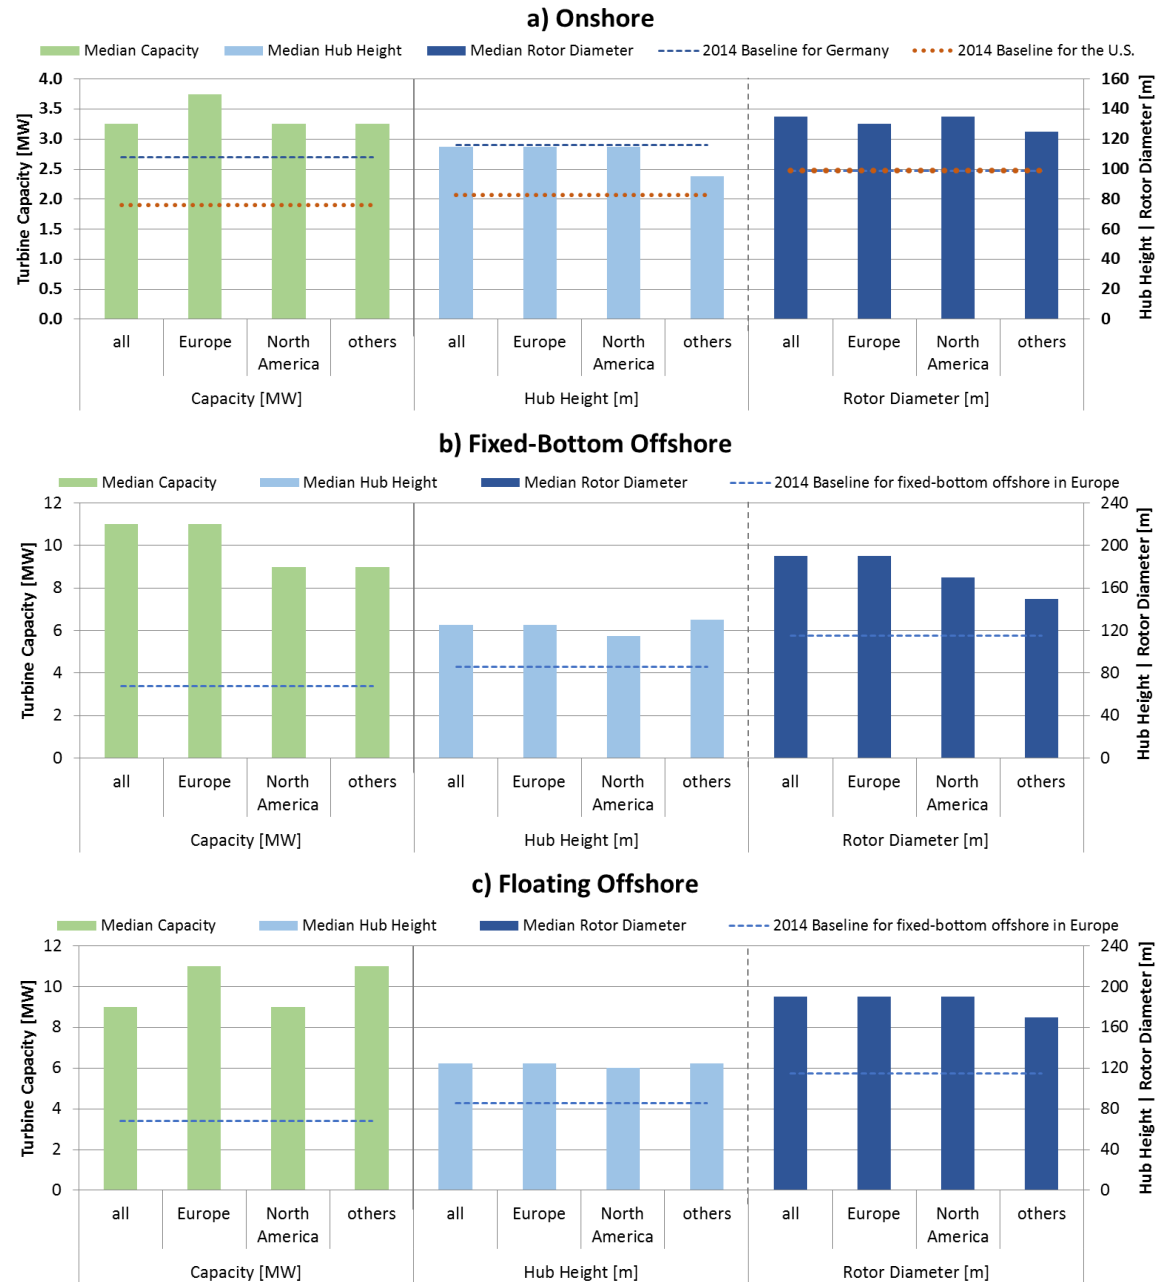 a) Onshore
Median Capacity Median Hub Height Median Rotor Diameter 2014 Baseline for Germany 2014 Baseline for the U.S.
Turbine Capacity [MW]
4.0
3.5
3.0
2.5
2.0
1.5
1.0
0.5
0.0
160
140
120
100
80
60
40
20
0
Hub Height | Rotor Diameter [m]
all Europe North America others all Europe North America others all Europe North America others
Capacity [MW] Hub Height [m] Rotor Diameter [m]
b) Fixed-Bottom Offshore
Median Capacity Median Hub Height Median Rotor Diameter 2014 Baseline for fixed-bottom offshore in Europe
Turbine Capacity [MW]
12
10
8
6
4
2
0
240
200
160
120
80
40
0
Hub Height | Rotor Diameter [m]
all Europe North America others all Europe North America others all Europe North America others
Capacity [MW] Hub Height [m] Rotor Diameter [m]
c) Floating Offshore
Median Capacity Median Hub Height Median Rotor Diameter 2014 Baseline for fixed-bottom offshore in Europe
Turbine Capacity [MW]
12
10
8
6
4
2
0
240
200
160
120
80
40
0
Hub Height | Rotor Diameter [m]
all Europe North America others all Europe North America others all Europe North America others
Capacity [MW] Hub Height [m] Rotor Diameter [m]